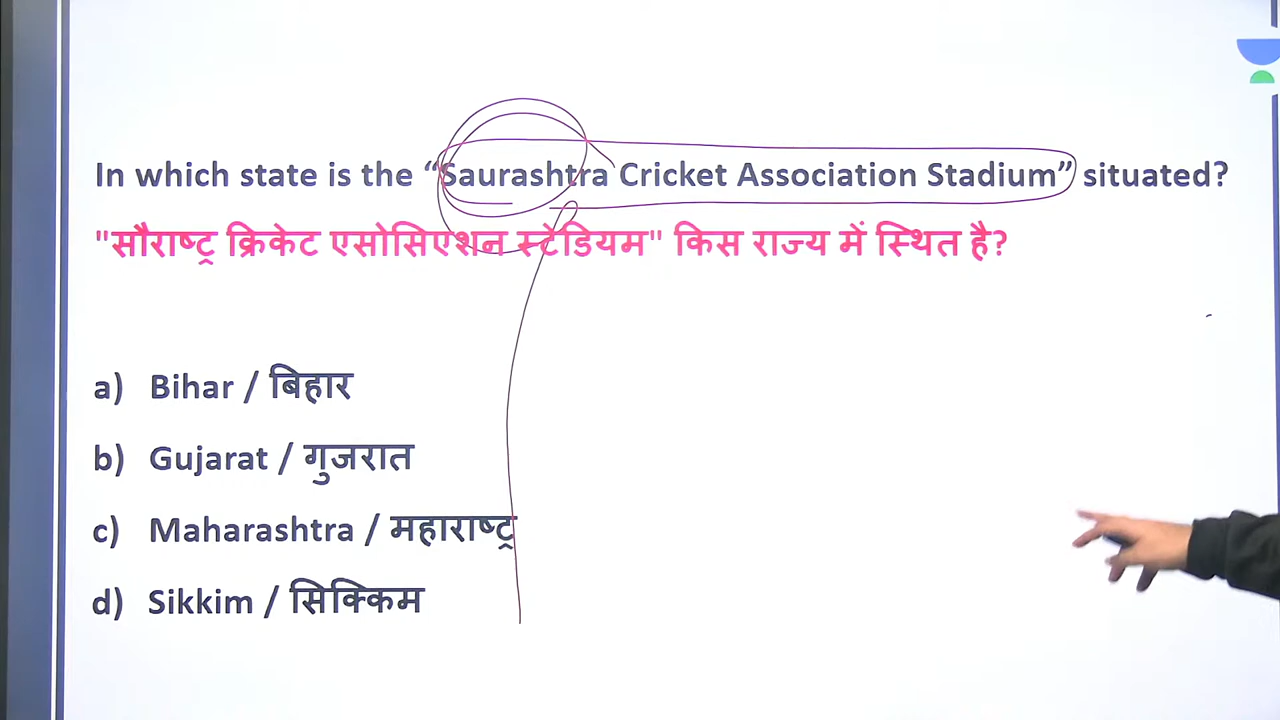 In which state is the “Saurashtra Cricket Association Stadium” situated?
"सौराष्ट्र क्रिकेट एसोसिएशन स्टेडियम" किस राज्य में स्थित है?
a) Bihar / बिहार
b) Gujarat / गुजरात
c) Maharashtra / महाराष्ट्र
d) Sikkim / सिक्किम